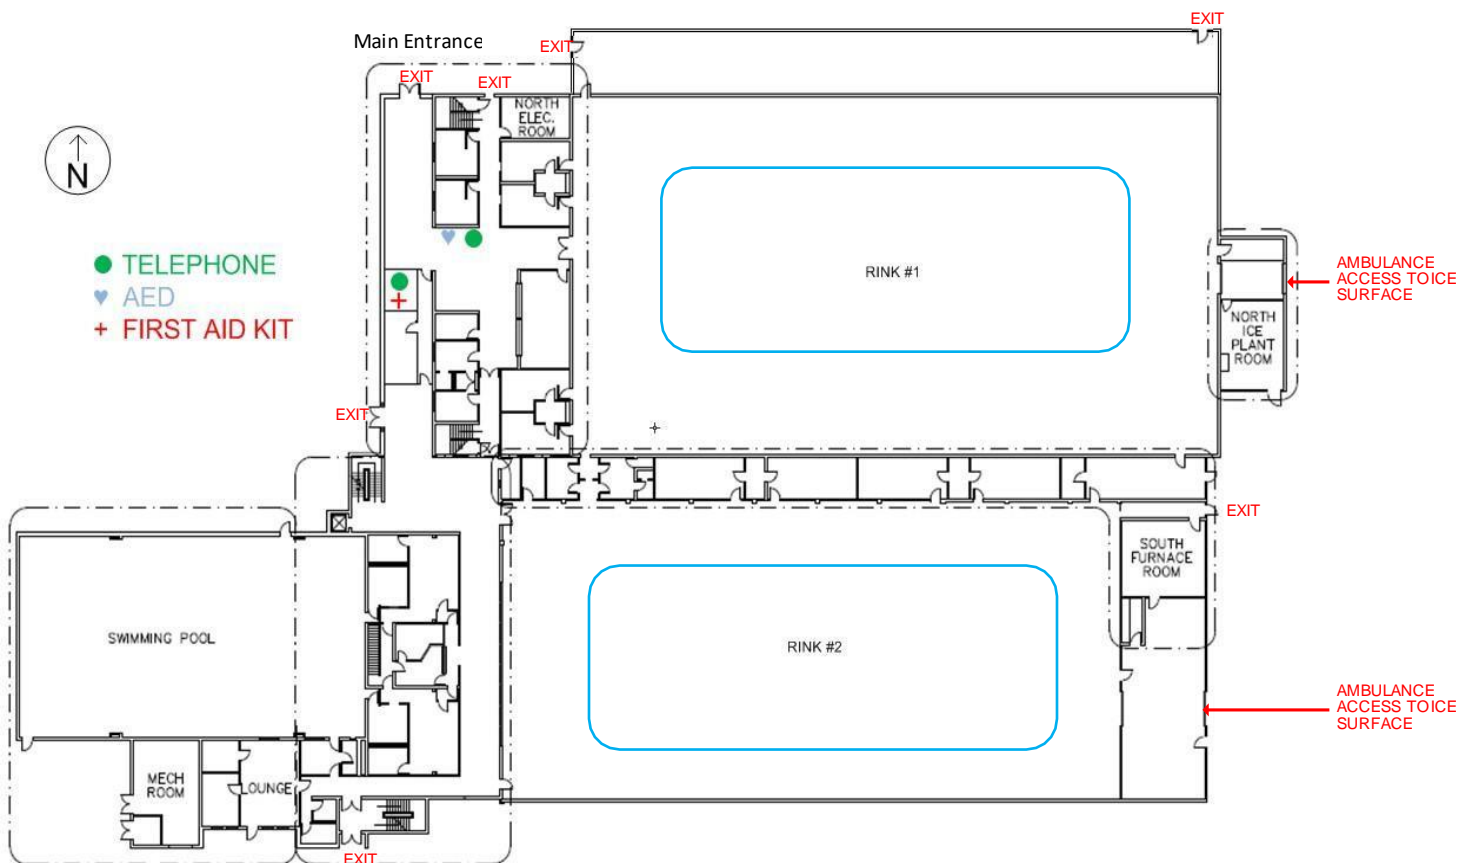 EXIT
Main Entrance
EXIT
EXIT
EXIT
NORTH
ELEC.
ROOM
N
TELEPHONE
AED
FIRST AID KIT
RINK #1
AMBULANCE
ACCESS TOICE
SURFACE
NORTH
ICE
PLANT
ROOM
EXIT
EXIT
SOUTH
FURNACE
ROOM
SWIMMING POOL
RINK #2
AMBULANCE
ACCESS TOICE
SURFACE
MECH
ROOM
LOUNGE
EXIT